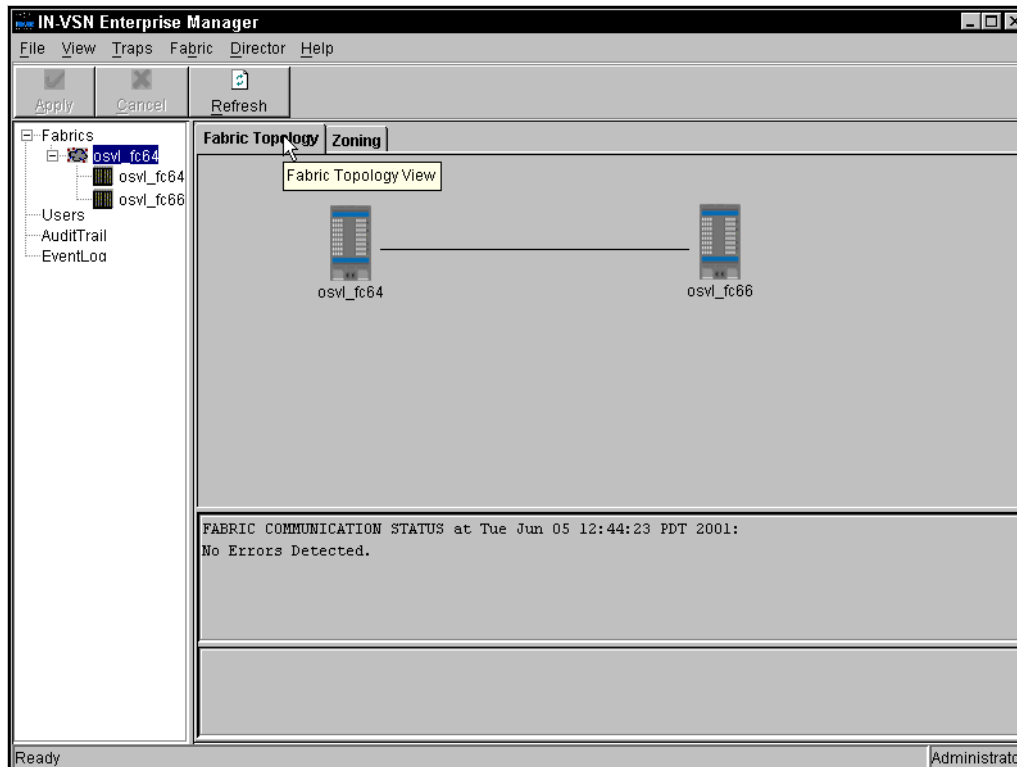 IN-VSN Enterprise Manager
File View Traps Fabric Director Help
Apply Cancel Refresh
Fabrics
osvl_fc64
osvl_fc64
osvl_fc66
Users
AuditTrail
EventLog
Fabric Topology Zoning
Fabric Topology View
osvl_fc64 osvl_fc66
FABRIC COMMUNICATION STATUS at Tue Jun 05 12:44:23 PDT 2001:
No Errors Detected.
Ready Administrato